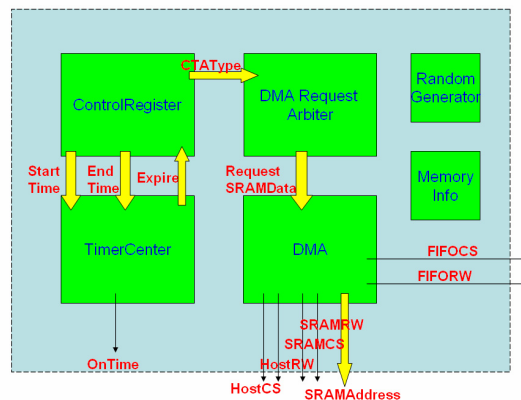 CTAType
ControlRegister
DMA Request
Arbiter
Random
Generator
Start
Time
End
Time
Expire
Request
SRAMData
Memory
Info
TimerCenter
DMA
FIFOCS
FIFORW
SRAMRW
SRAMCS
HostRW
OnTime
HostCS
SRAMAddress